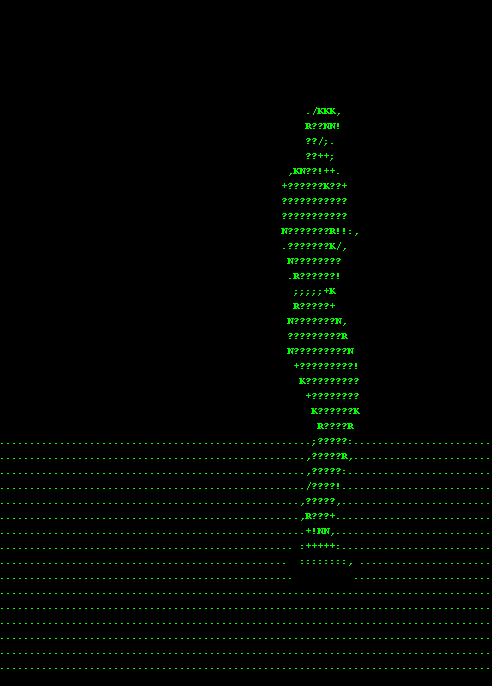 ./KKK,
R??NN!
??/;.
??++;
,KN??!++.
+??????K??+
???????????
???????????
N???????R!!:,
.???????K/,
N????????
.R??????!
;;;;;+K
R?????+
N???????N,
?????????R
N?????????N
+?????????!
K?????????
+????????
K??????K
R????R
....................................................;?????:.......................
...................................................,?????R,.......................
...................................................,?????:........................
.................................................../????!.........................
..................................................,?????,.........................
..................................................,R???+..........................
...................................................+!NN,..........................
..................................................:+++++:.........................
................................................  ::::::::, ......................
.................................................          .......................
..................................................................................
..................................................................................
..................................................................................
..................................................................................
..................................................................................
..................................................................................